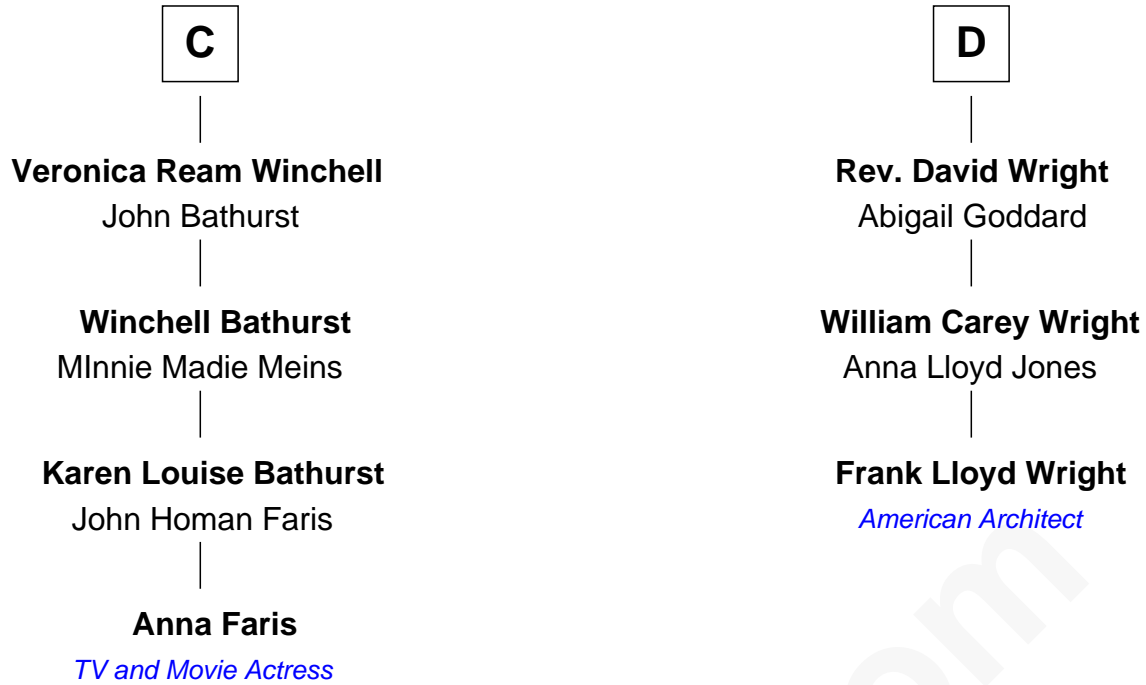 C
Veronica Ream Winchell
John Bathurst
Winchell Bathurst
MInnie Madie Meins
Karen Louise Bathurst
John Homan Faris
Anna Faris
TV and Movie Actress
D
Rev. David Wright
Abigail Goddard
William Carey Wright
Anna Lloyd Jones
Frank Lloyd Wright
American Architect
om